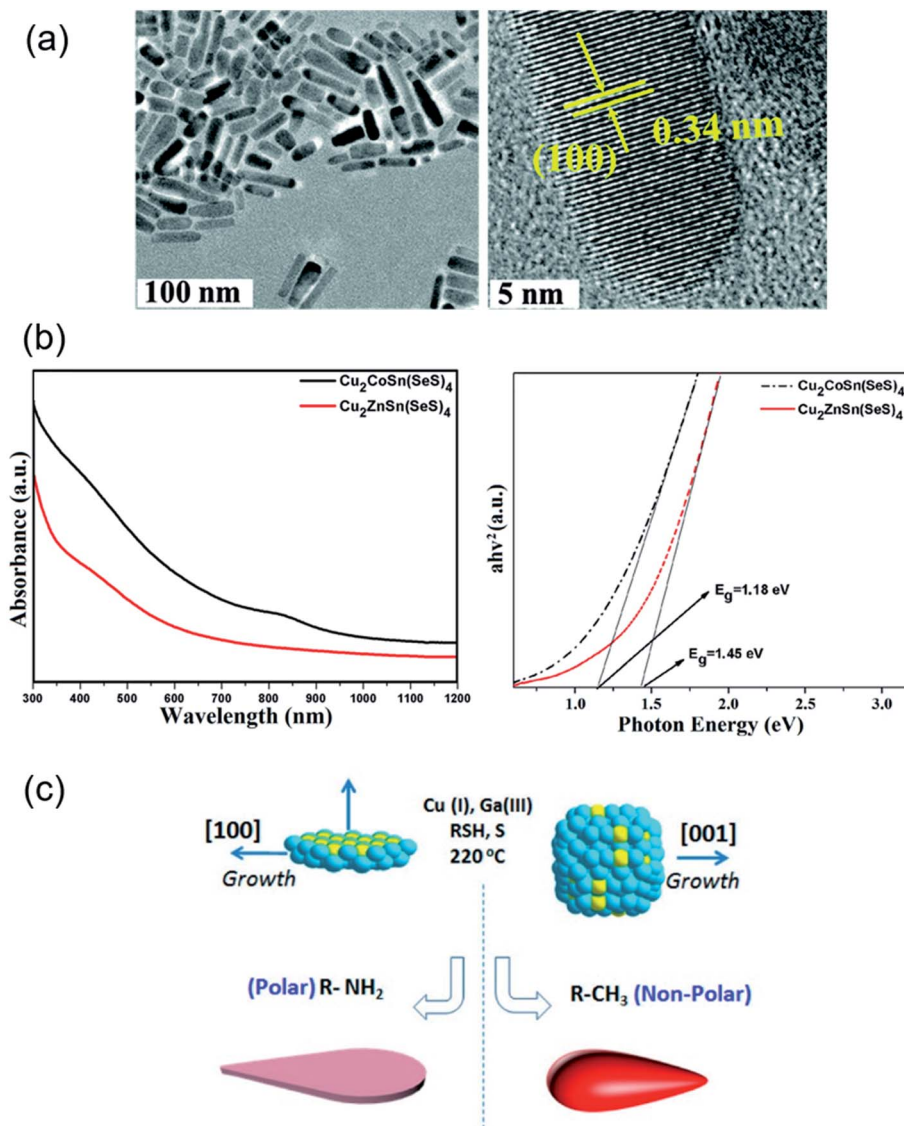 (a)
100 nm
(100)
0.34 nm
5 nm
(b)
Cu₂CoSn(SeS)₄
Cu₂ZnSn(SeS)₄
Absorbance (a.u.)
300 400 500 600 700 800 900 1000 1100 1200
Wavelength (nm)
Cu₂CoSn(SeS)₄
Cu₂ZnSn(SeS)₄
ahv² (a.u.)
E_g=1.18 eV
E_g=1.45 eV
1.0 1.5 2.0 2.5 3.0
Photon Energy (eV)
(c)
[100]
Growth
Cu (I), Ga(III)
RSH, S
220 °C
[001]
Growth
(Polar) R- NH₂
R-CH₃ (Non-Polar)